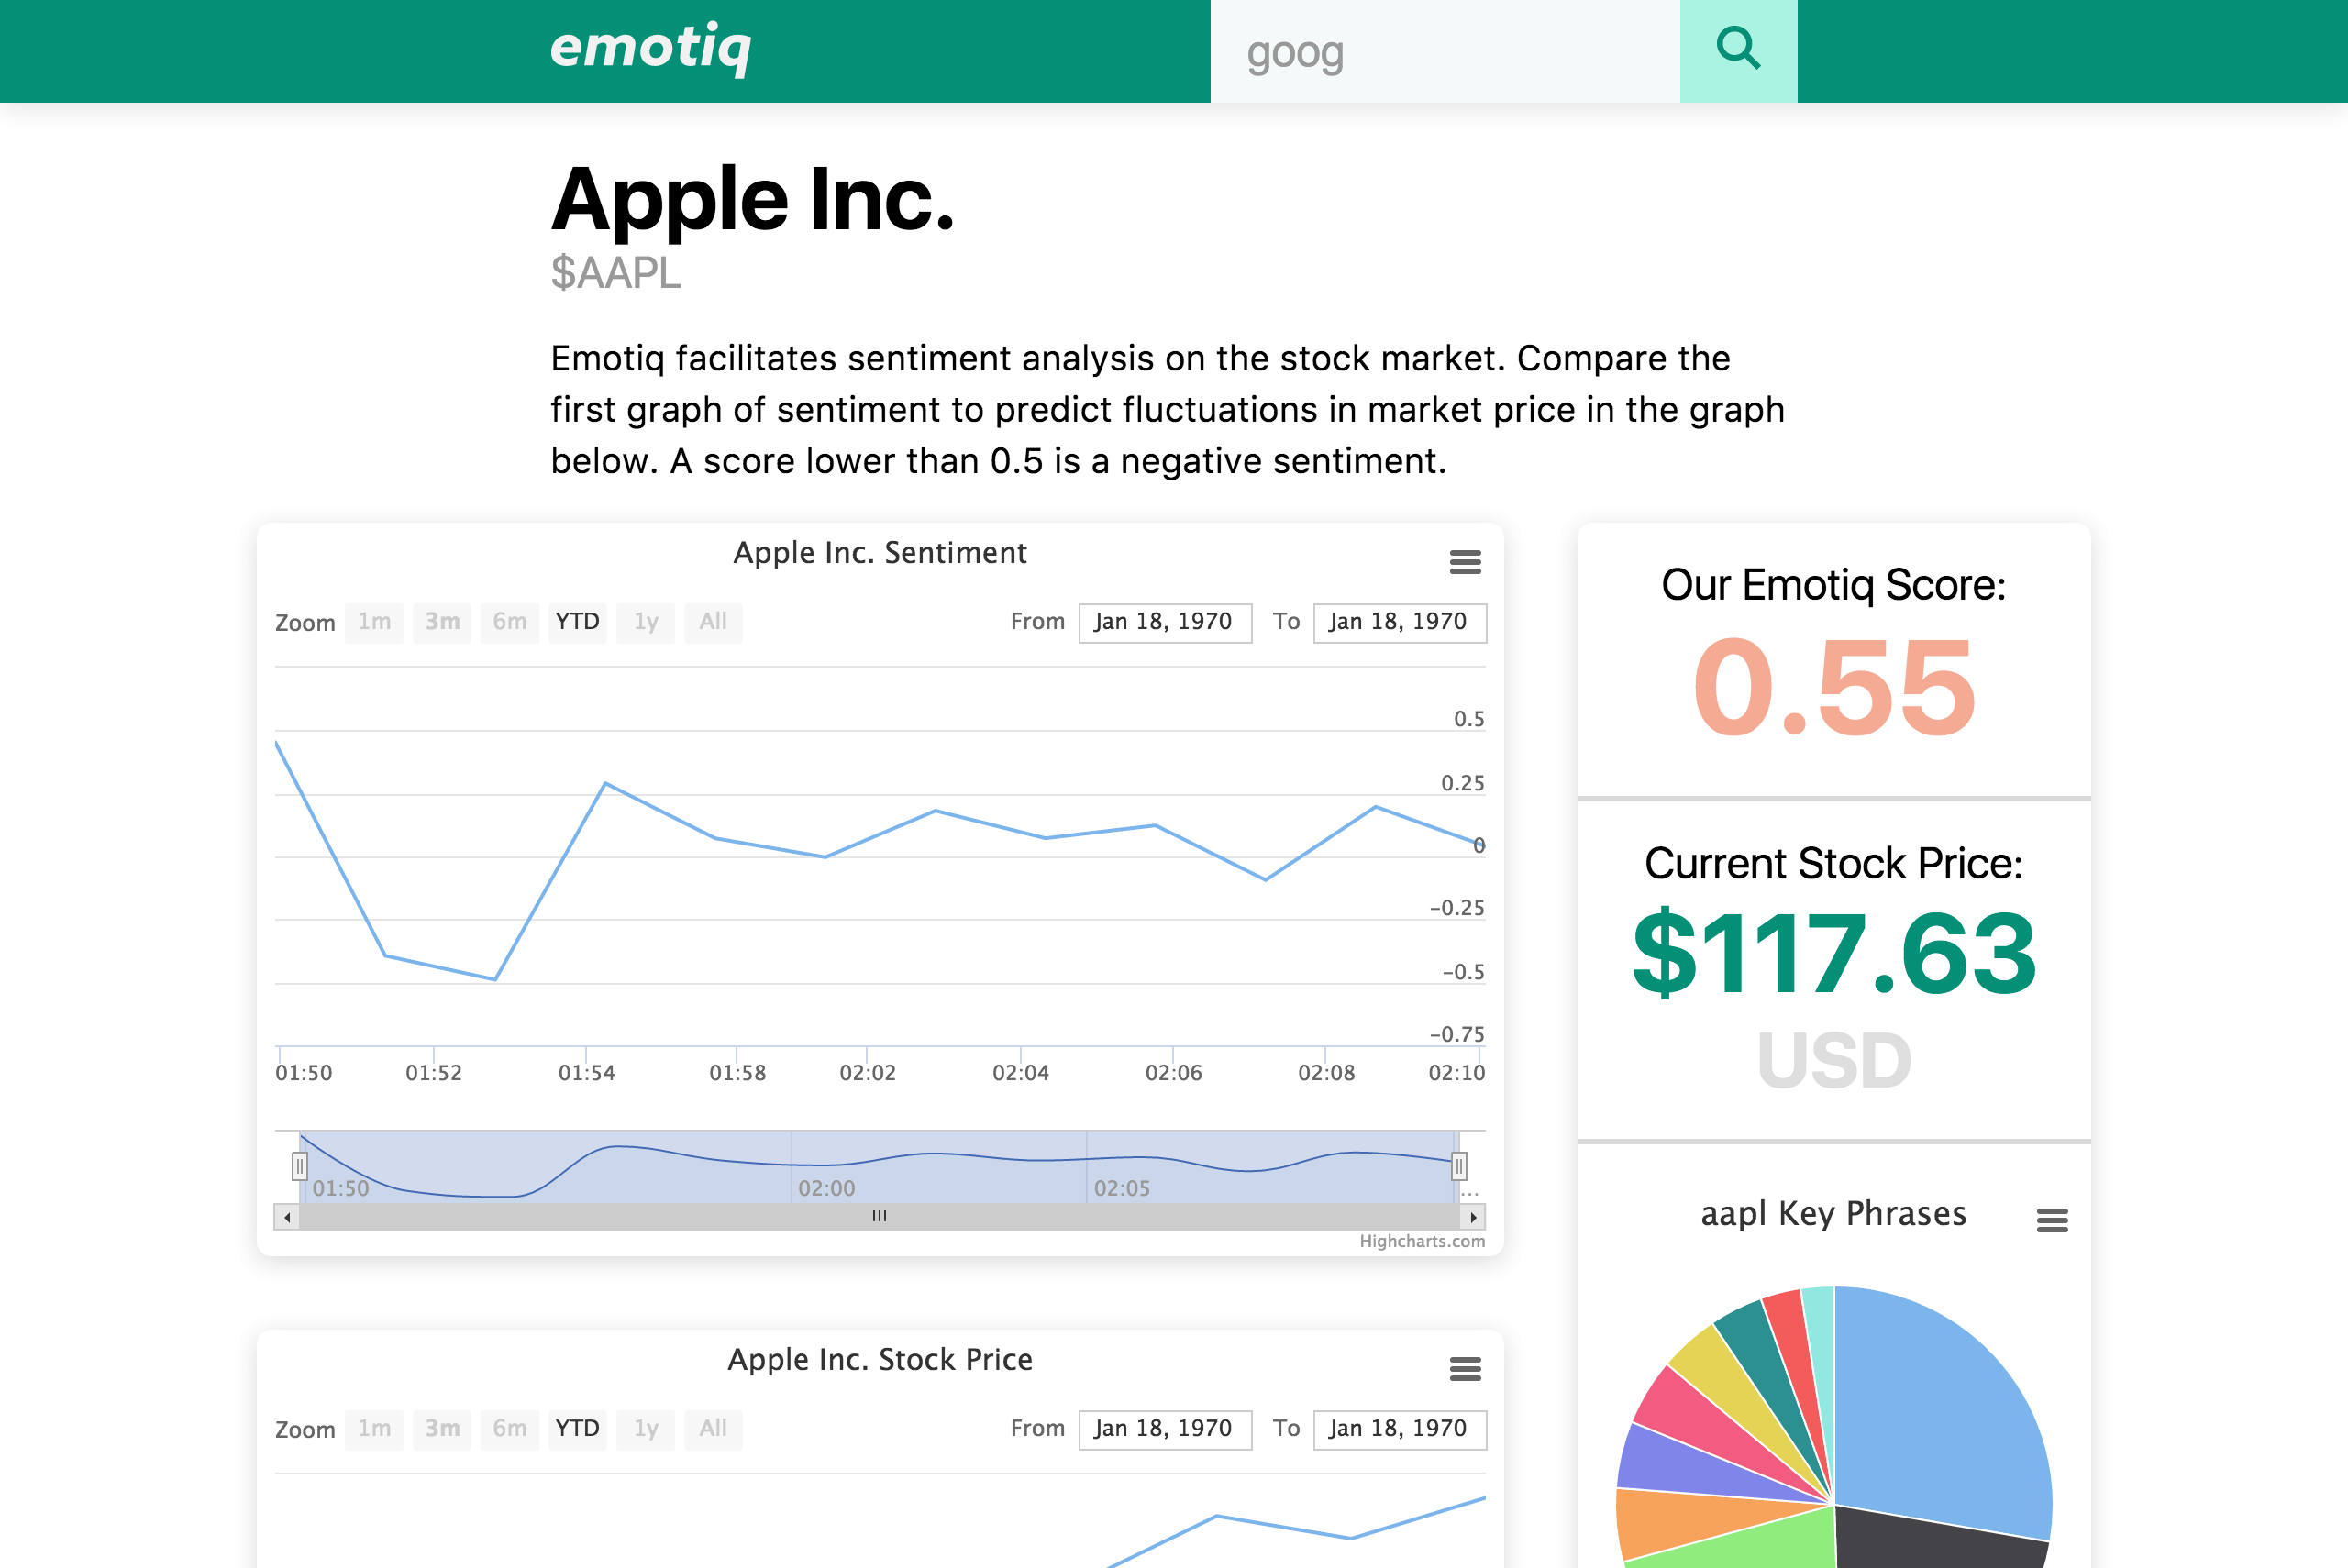 emotiq
goog
Apple Inc.
$AAPL
Emotiq facilitates sentiment analysis on the stock market. Compare the
first graph of sentiment to predict fluctuations in market price in the graph
below. A score lower than 0.5 is a negative sentiment.
Apple Inc. Sentiment
Zoom 1m 3m 6m YTD 1y All From Jan 18, 1970 To Jan 18, 1970
0.5
0.25
0
-0.25
-0.5
-0.75
01:50 01:52 01:54 01:58 02:02 02:04 02:06 02:08 02:10
01:50 02:00 02:05 ...
Highcharts.com
Our Emotiq Score:
0.55
Current Stock Price:
$117.63
USD
aapl Key Phrases
Apple Inc. Stock Price
Zoom 1m 3m 6m YTD 1y All From Jan 18, 1970 To Jan 18, 1970